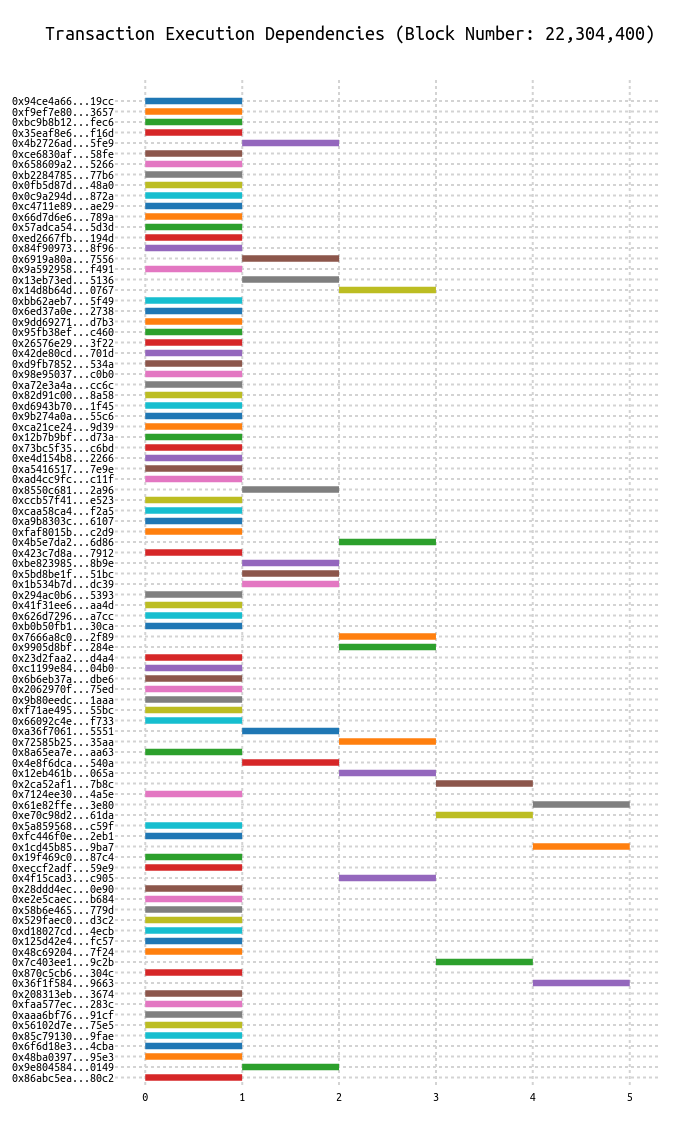 Transaction Execution Dependencies (Block Number: 22,304,400)
0x94ce4a66...19cc
0xf9ef7e80...3657
0xbc9b8b12...fec6
0x35eaf8e6...f16d
0x4b2726ad...5fe9
0xce6830af...58fe
0x658609a2...5266
0xb2284785...77b6
0x0fb5d87d...48a0
0x0c9a294d...872a
0xc4711e89...ae29
0x66d7d6e6...789a
0x57adca54...5d3d
0xed2667fb...194d
0x84f90973...8f96
0x6919a80a...7556
0x9a592958...f491
0x13eb73ed...5136
0x14d8b64d...0767
0xbb62aeb7...5f49
0x6ed37a0e...2738
0x9dd69271...d7b3
0x95fb38ef...c460
0x26576e29...3f22
0x42de80cd...701d
0xd9fb7852...534a
0x98e95037...c0b0
0xa72e3a4a...cc6c
0x82d91c00...8a58
0xd6943b70...1f45
0x9b274a0a...55c6
0xca21ce24...9d39
0x12b7b9bf...d73a
0x73bc5f35...c6bd
0xe4d154b8...2266
0xa5416517...7e9e
0xad4cc9fc...c11f
0x8550c681...2a96
0xccb57f41...e523
0xcaa58ca4...f2a5
0xa9b8303c...6107
0xfaf8015b...c2d9
0x4b5e7da2...6d86
0x423c7d8a...7912
0xbe823985...8b9e
0x5bd8be1f...51bc
0x1b534b7d...dc39
0x294ac0b6...5393
0x41f31ee6...aa4d
0x626d7296...a7cc
0xb0b50fb1...30ca
0x7666a8c0...2f89
0x9905d8bf...284e
0x23d2faa2...d4a4
0xc1199e84...04b0
0x6b6eb37a...dbe6
0x2062970f...75ed
0x9b80eedc...1aaa
0xf71ae495...55bc
0x66092c4e...f733
0xa36f7061...5551
0x72585b25...35aa
0x8a65ea7e...aa63
0x4e8f6dca...540a
0x12eb461b...065a
0x2ca52af1...7b8c
0x7124ee30...4a5e
0x61e82ffe...3e80
0xe70c98d2...61da
0x5a859568...c59f
0xfc446f0e...2eb1
0x1cd45b85...9ba7
0x19f469c0...87c4
0xeccf2adf...59e9
0x4f15cad3...c905
0x28ddd4ec...0e90
0xe2e5caec...b684
0x58b6e465...779d
0x529faec0...d3c2
0xd18027cd...4ecb
0x125d42e4...fc57
0x48c69204...7f24
0x7c403ee1...9c2b
0x870c5cb6...304c
0x36f1f584...9663
0x208313eb...3674
0xfaa577ec...283c
0xaaa6bf76...91cf
0x56102d7e...75e5
0x85c79130...9fae
0x6f6d18e3...4cba
0x48ba0397...95e3
0x9e804584...0149
0x86abc5ea...80c2
0 1 2 3 4 5